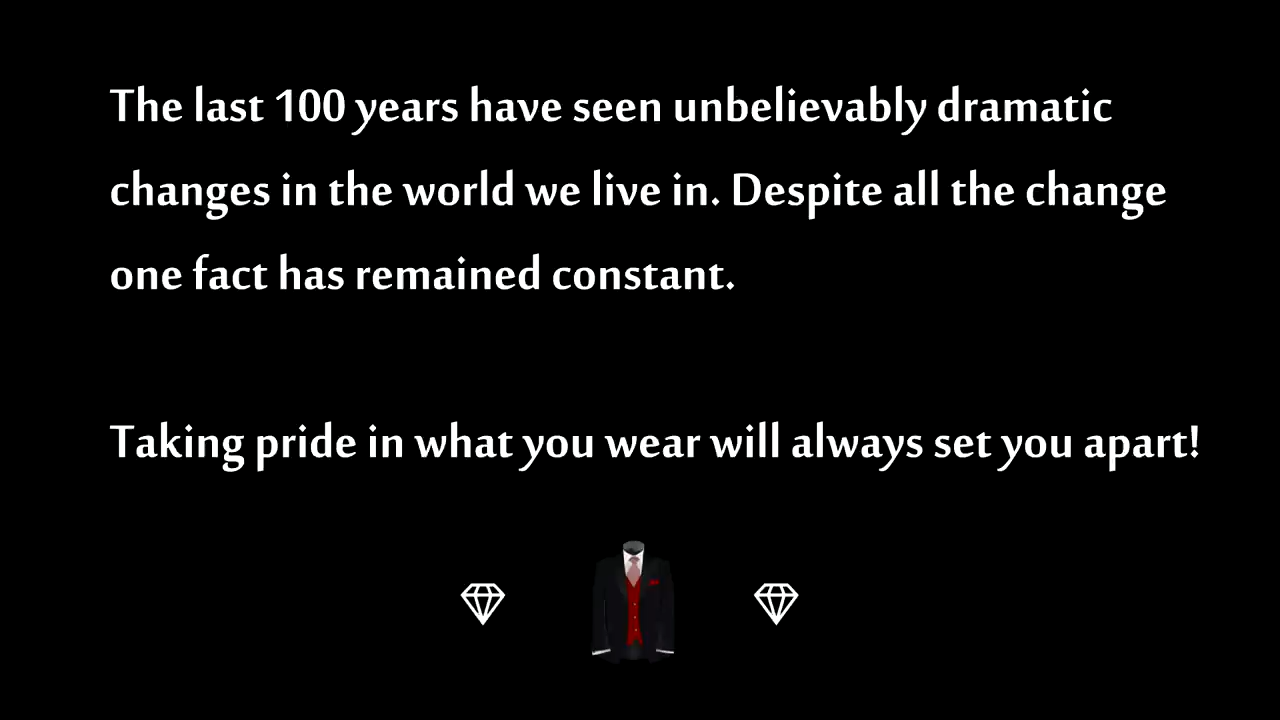 The last 100 years have seen unbelievably dramatic
changes in the world we live in. Despite all the change
one fact has remained constant.
Taking pride in what you wear will always set you apart!